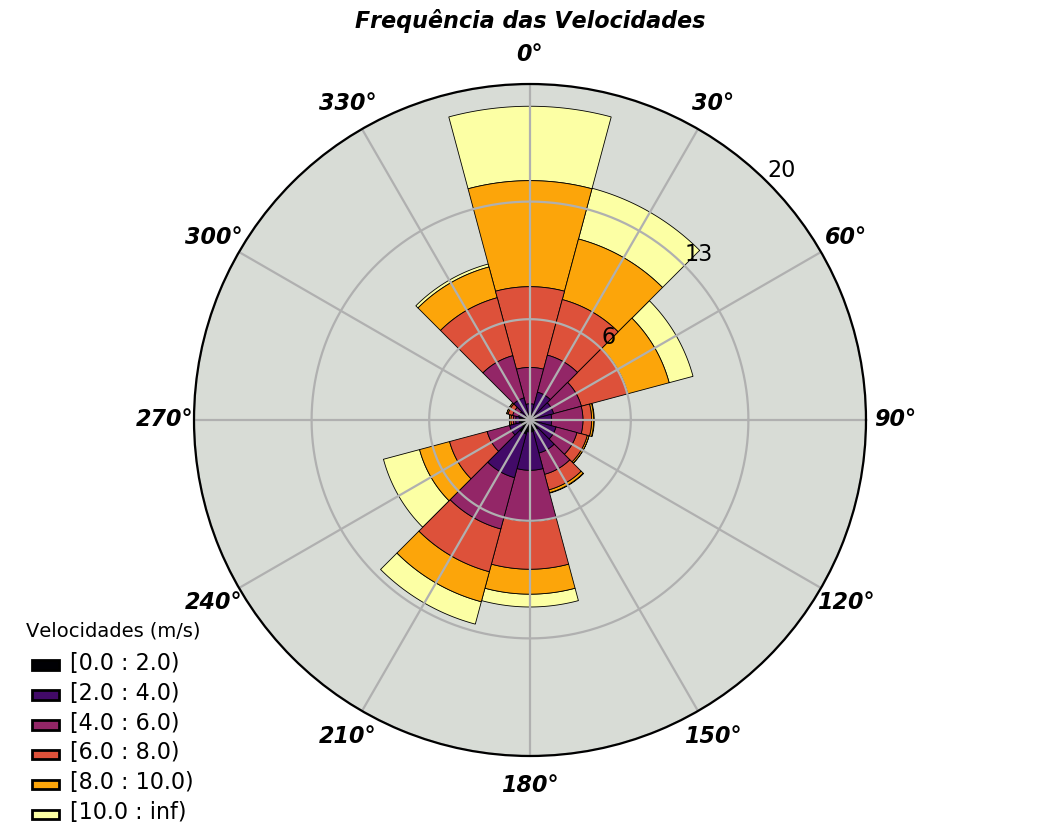 Frequência das Velocidades
0°
330°
30°
20
300°
60°
13
6
270°
90°
240°
120°
210°
150°
180°
Velocidades (m/s)
[0.0 : 2.0)
[2.0 : 4.0)
[4.0 : 6.0)
[6.0 : 8.0)
[8.0 : 10.0)
[10.0 : inf)